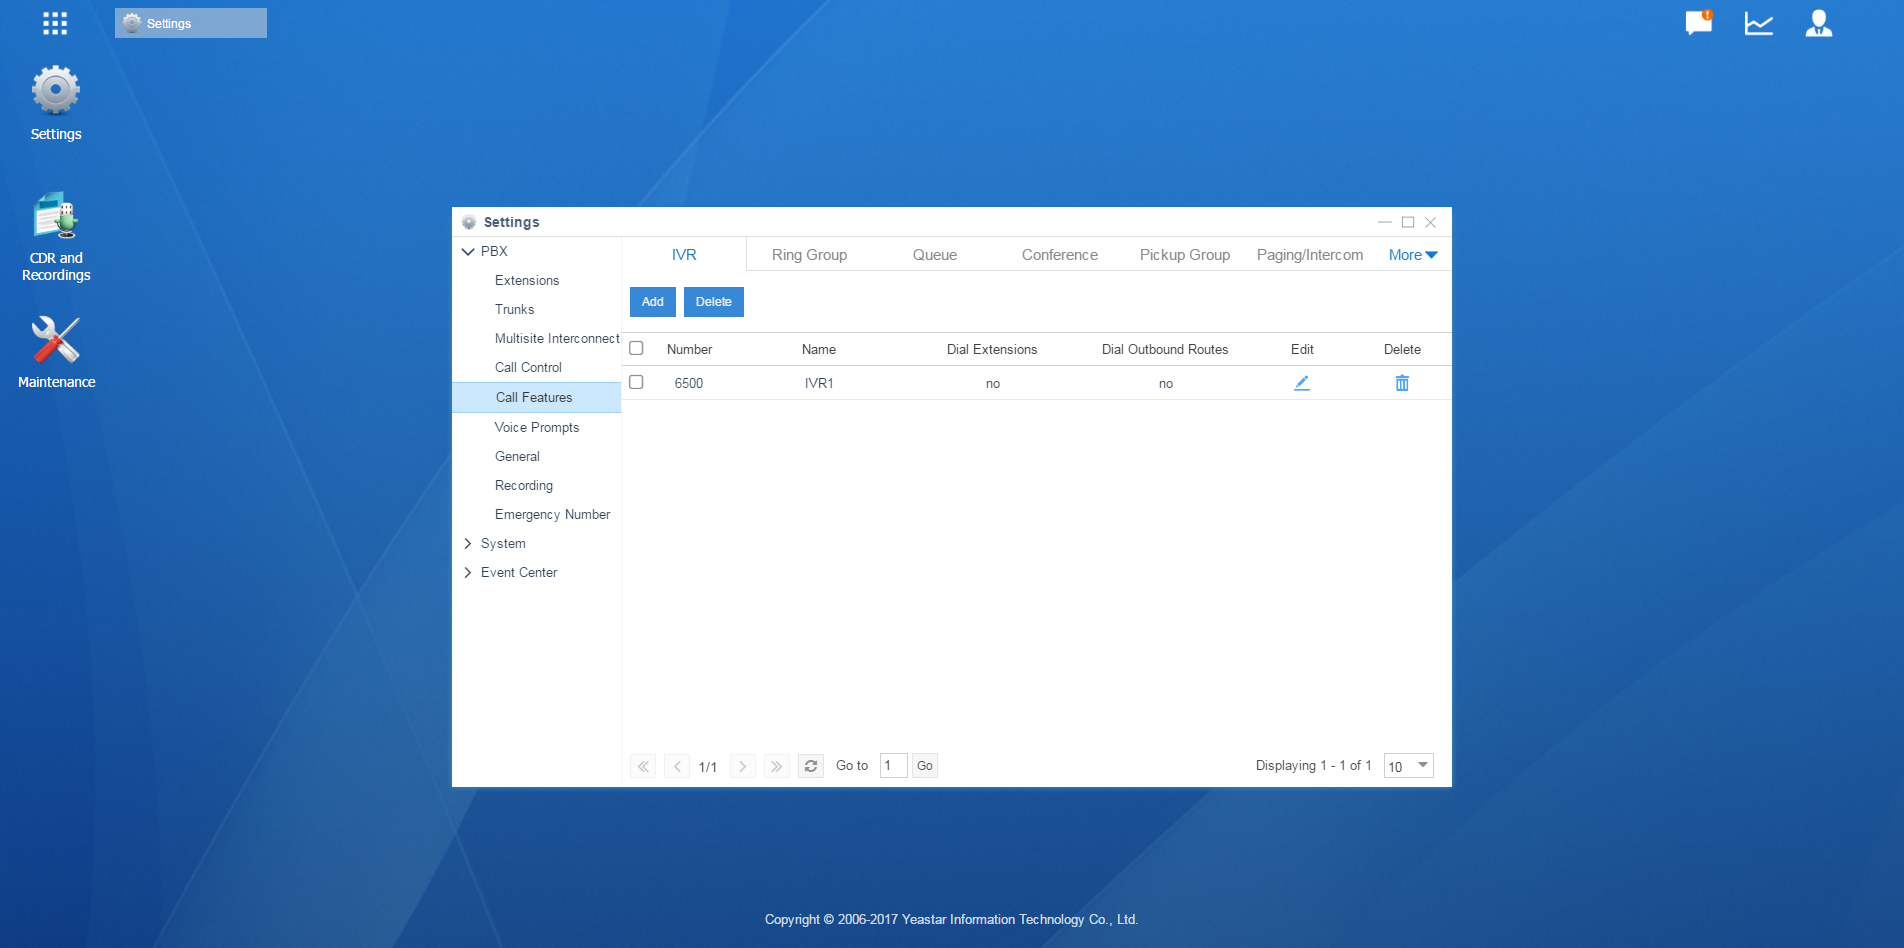 Settings
Settings
CDR and
Recordings
Maintenance
Settings
PBX
Extensions
Trunks
Multisite Interconnect
Call Control
Call Features
Voice Prompts
General
Recording
Emergency Number
System
Event Center
IVR Ring Group Queue Conference Pickup Group Paging/Intercom More
Add Delete
Number Name Dial Extensions Dial Outbound Routes Edit Delete
6500 IVR1 no no
1/1 Go to 1 Go Displaying 1 - 1 of 1 10
Copyright © 2006-2017 Yeastar Information Technology Co., Ltd.